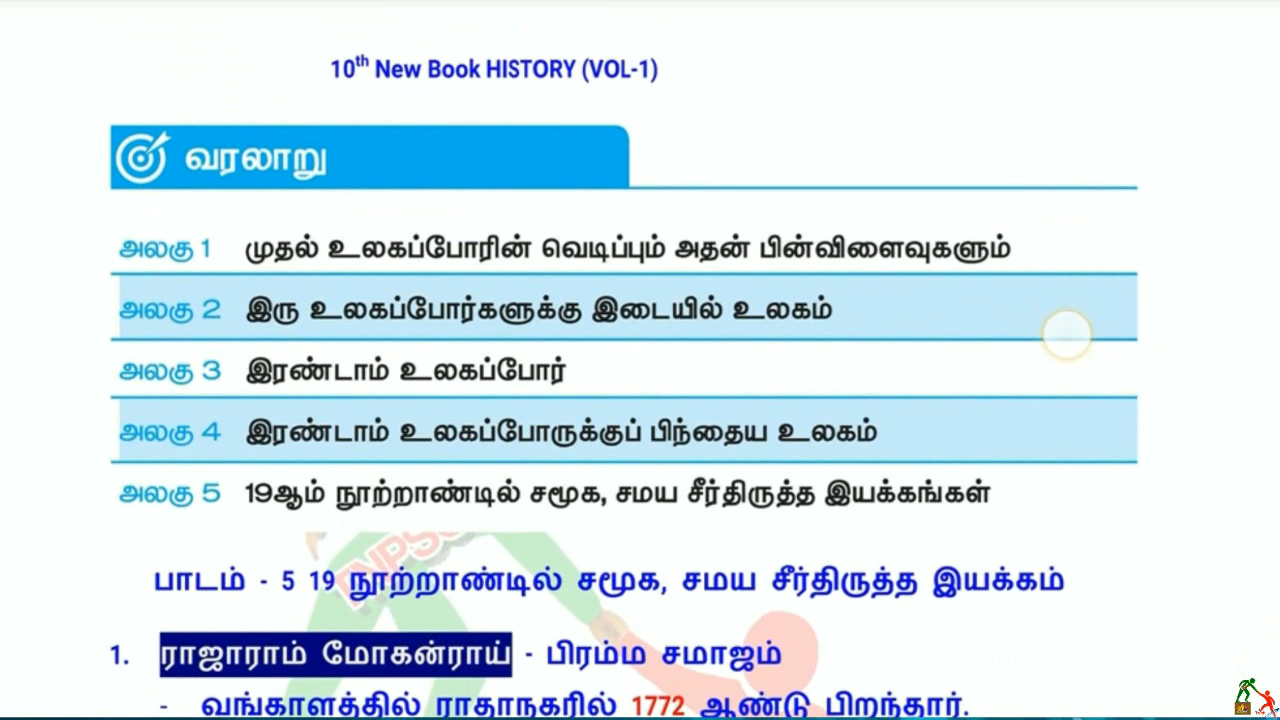 10th New Book HISTORY (VOL-1)
வரலாறு
அலகு 1 முதல் உலகப்போரின் வெடிப்பும் அதன் பின்விளைவுகளும்
அலகு 2 இரு உலகப்போர்களுக்கு இடையில் உலகம்
அலகு 3 இரண்டாம் உலகப்போர்
அலகு 4 இரண்டாம் உலகப்போருக்குப் பிந்தைய உலகம்
அலகு 5 19ஆம் நூற்றாண்டில் சமூக, சமய சீர்திருத்த இயக்கங்கள்
TNPSC
பாடம் - 5 19 நூற்றாண்டில் சமூக, சமய சீர்திருத்த இயக்கம்
1. ராஜாராம் மோகன்ராய் - பிரம்ம சமாஜம்
- வங்காளத்தில் ராதாநகரில் 1772 ஆண்டு பிறந்தார்.